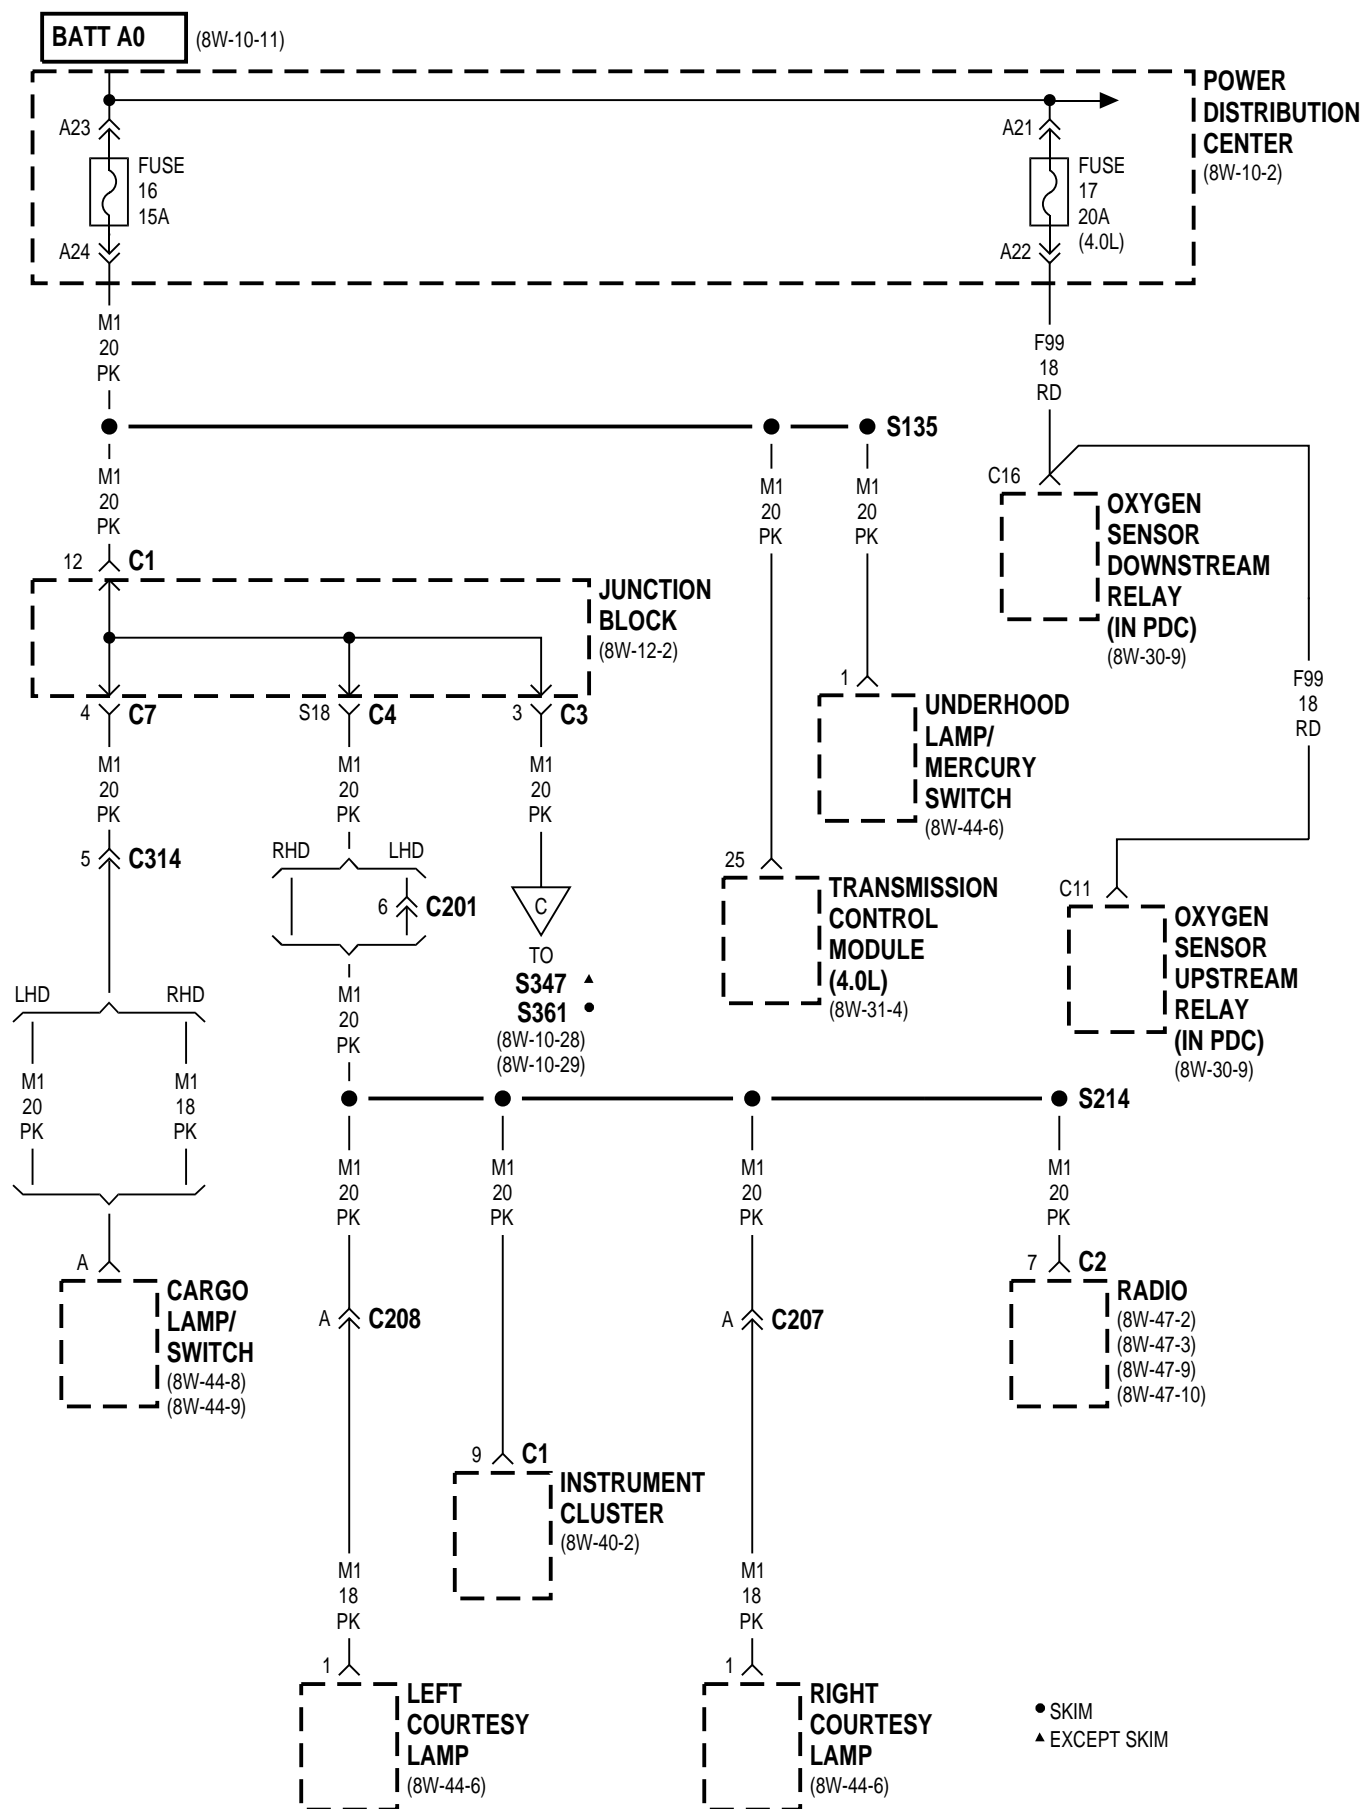 BATT A0
(8W-10-11)
POWER
DISTRIBUTION
CENTER
(8W-10-2)
A23
FUSE
16
15A
A24
A21
FUSE
17
20A
(4.0L)
A22
M1
20
PK
F99
18
RD
S135
M1
20
PK
M1
20
PK
M1
20
PK
C16
OXYGEN
SENSOR
DOWNSTREAM
RELAY
(IN PDC)
(8W-30-9)
12
C1
JUNCTION
BLOCK
(8W-12-2)
F99
18
RD
1
UNDERHOOD
LAMP/
MERCURY
SWITCH
(8W-44-6)
4
C7
S18
C4
3
C3
M1
20
PK
M1
20
PK
M1
20
PK
5
C314
RHD
LHD
6
C201
C
TO
S347 ▲
S361 ●
(8W-10-28)
(8W-10-29)
25
TRANSMISSION
CONTROL
MODULE
(4.0L)
(8W-31-4)
C11
OXYGEN
SENSOR
UPSTREAM
RELAY
(IN PDC)
(8W-30-9)
LHD
RHD
M1
20
PK
M1
20
PK
M1
18
PK
S214
M1
20
PK
M1
20
PK
M1
20
PK
M1
20
PK
A
CARGO
LAMP/
SWITCH
(8W-44-8)
(8W-44-9)
A
C208
A
C207
7
C2
RADIO
(8W-47-2)
(8W-47-3)
(8W-47-9)
(8W-47-10)
9
C1
INSTRUMENT
CLUSTER
(8W-40-2)
M1
18
PK
M1
18
PK
1
LEFT
COURTESY
LAMP
(8W-44-6)
1
RIGHT
COURTESY
LAMP
(8W-44-6)
● SKIM
▲ EXCEPT SKIM